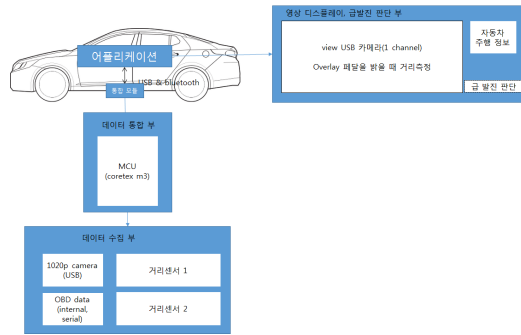 영상 디스플레이, 급발진 판단 부
view USB 카메라(1 channel)
Overlay 페달을 밝을 때 거리측정
자동차
주행 정보
급 발진 판단
어플리케이션
USB & bluetooth
통합 모듈
데이터 통합 부
MCU
(coretex m3)
데이터 수집 부
1020p camera
(USB)
거리센서 1
OBD data
(internal,
serial)
거리센서 2